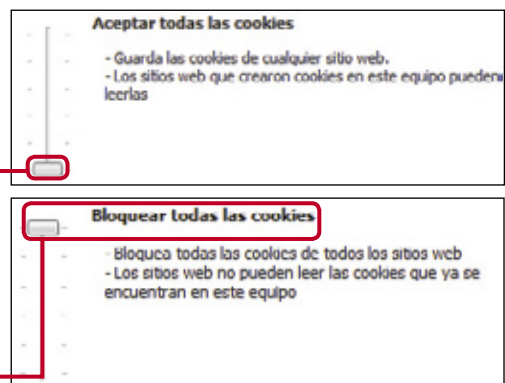 Aceptar todas las cookies
- Guarda las cookies de cualquier sitio web.
- Los sitios web que crearon cookies en este equipo pueden
leerlas
Bloquear todas las cookies
- Bloquea todas las cookies de todos los sitios web
- Los sitios web no pueden leer las cookies que ya se
encuentran en este equipo